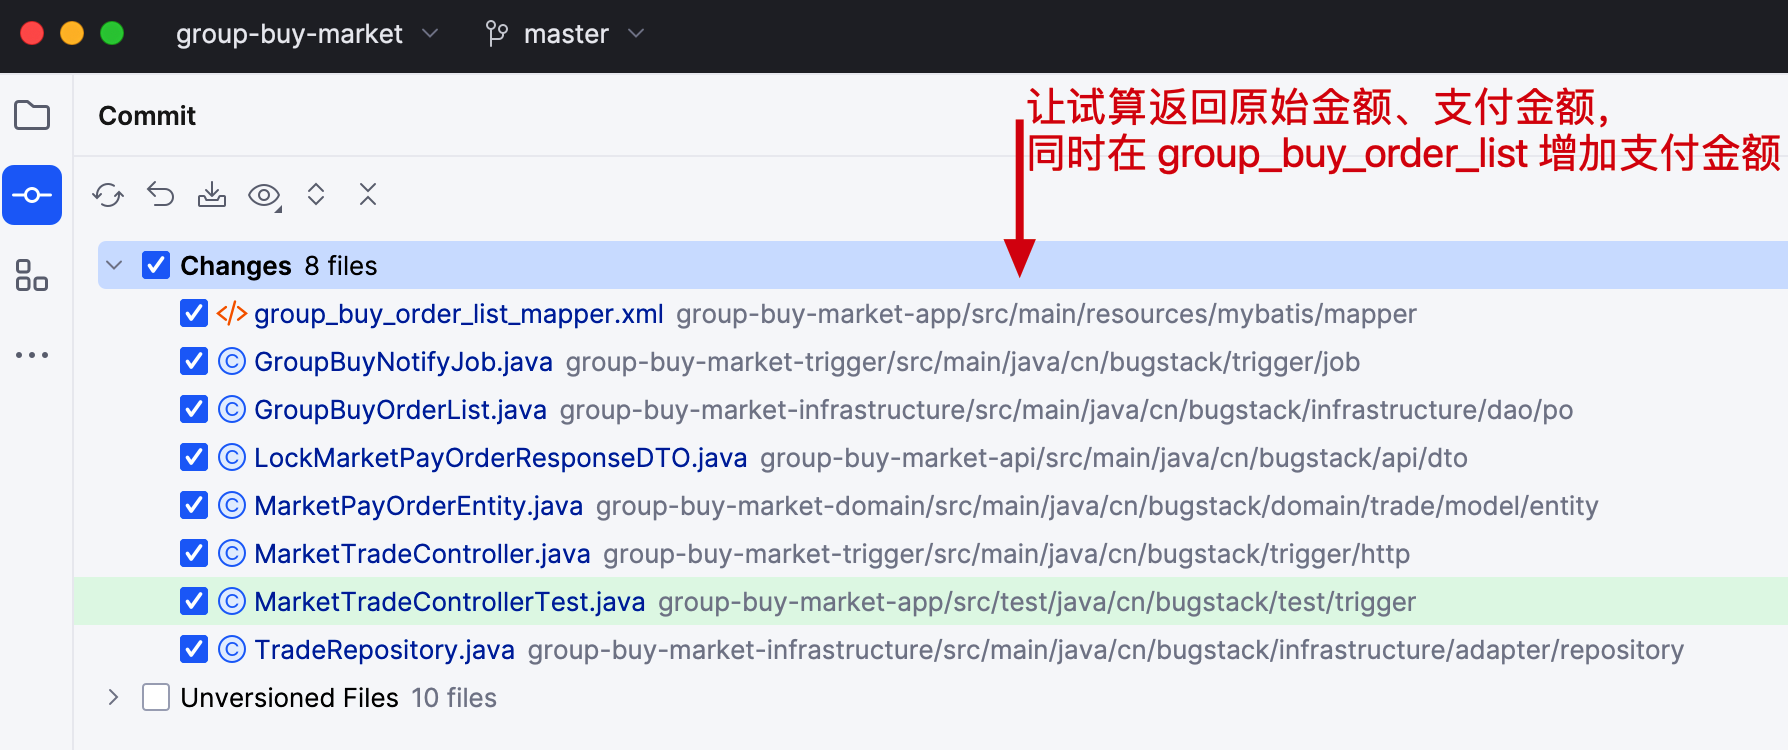 group-buy-market master
Commit
让试算返回原始金额、支付金额，
同时在 group_buy_order_list 增加支付金额
Changes 8 files
group_buy_order_list_mapper.xml group-buy-market-app/src/main/resources/mybatis/mapper
GroupBuyNotifyJob.java group-buy-market-trigger/src/main/java/cn/bugstack/trigger/job
GroupBuyOrderList.java group-buy-market-infrastructure/src/main/java/cn/bugstack/infrastructure/dao/po
LockMarketPayOrderResponseDTO.java group-buy-market-api/src/main/java/cn/bugstack/api/dto
MarketPayOrderEntity.java group-buy-market-domain/src/main/java/cn/bugstack/domain/trade/model/entity
MarketTradeController.java group-buy-market-trigger/src/main/java/cn/bugstack/trigger/http
MarketTradeControllerTest.java group-buy-market-app/src/test/java/cn/bugstack/test/trigger
TradeRepository.java group-buy-market-infrastructure/src/main/java/cn/bugstack/infrastructure/adapter/repository
Unversioned Files 10 files